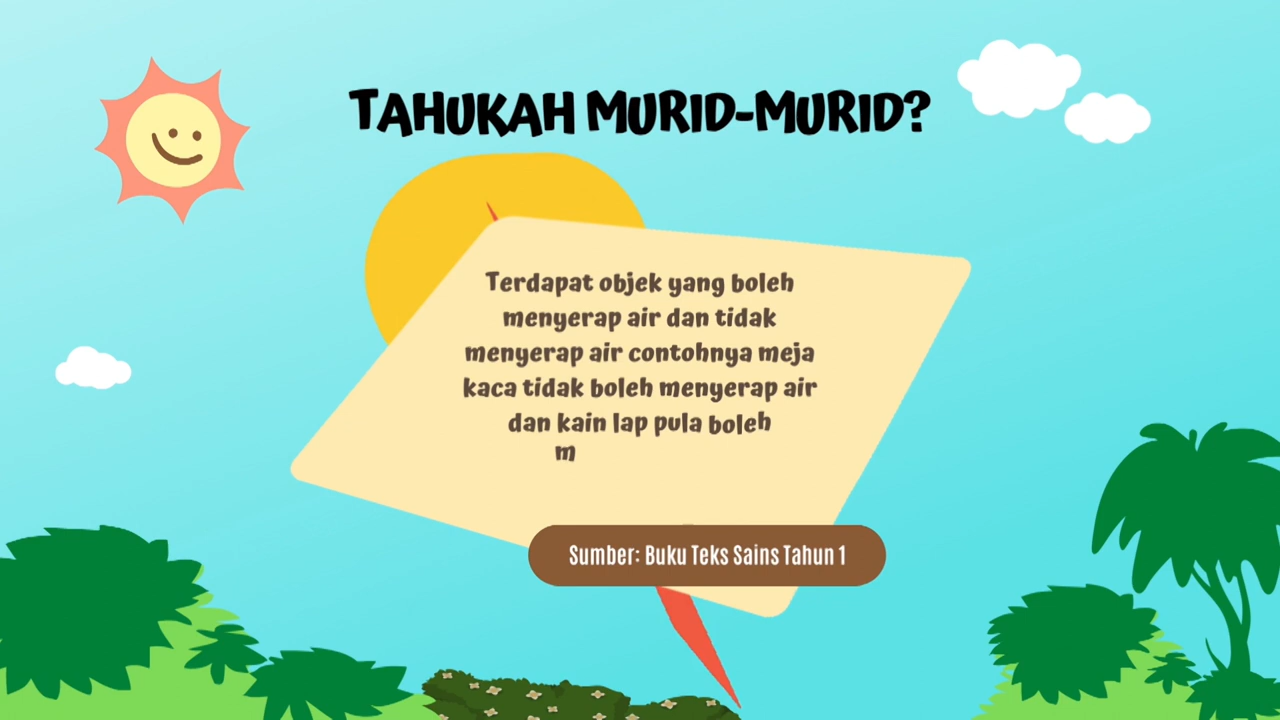 TAHUKAH MURID-MURID?
Terdapat objek yang boleh
menyerap air dan tidak
menyerap air contohnya meja
kaca tidak boleh menyerap air
dan kain lap pula boleh
m
Sumber: Buku Teks Sains Tahun 1